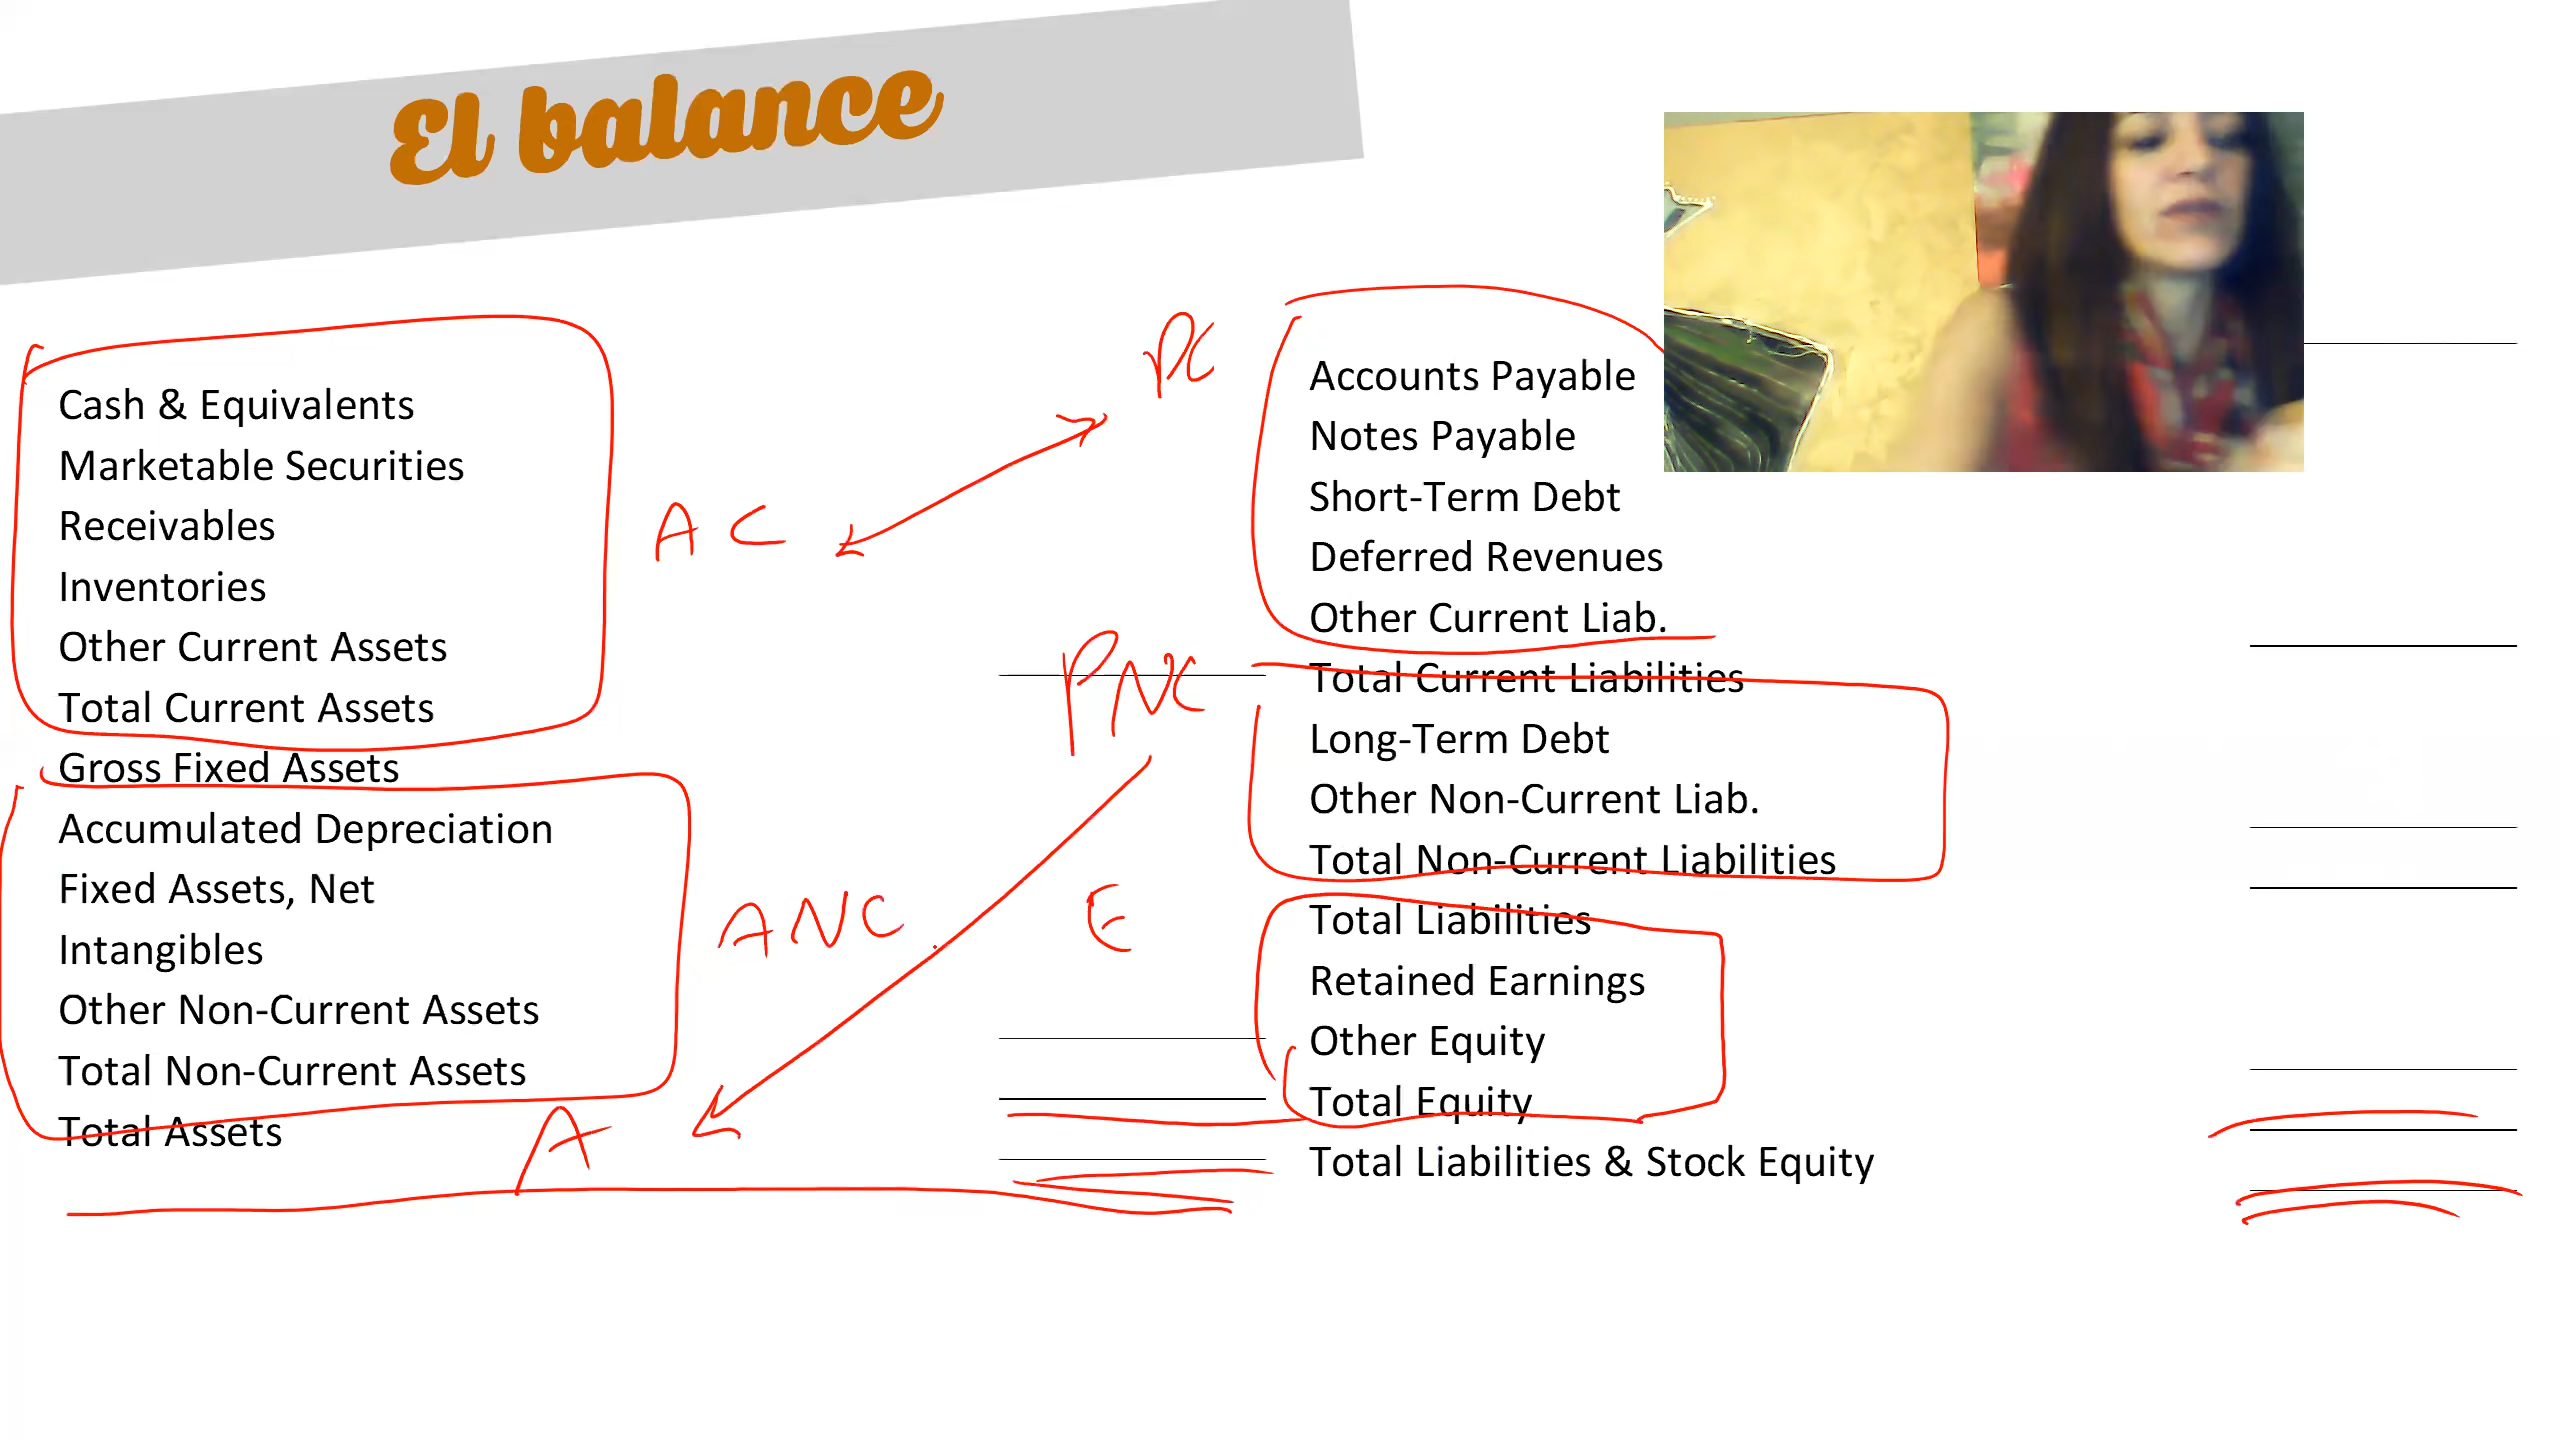 El balance
Cash & Equivalents
Marketable Securities
Receivables
Inventories
Other Current Assets
Total Current Assets
Gross Fixed Assets
Accumulated Depreciation
Fixed Assets, Net
Intangibles
Other Non-Current Assets
Total Non-Current Assets
Total Assets
AC
ANC
A
PC
PNC
E
Accounts Payable
Notes Payable
Short-Term Debt
Deferred Revenues
Other Current Liab.
Total Current Liabilities
Long-Term Debt
Other Non-Current Liab.
Total Non-Current Liabilities
Total Liabilities
Retained Earnings
Other Equity
Total Equity
Total Liabilities & Stock Equity